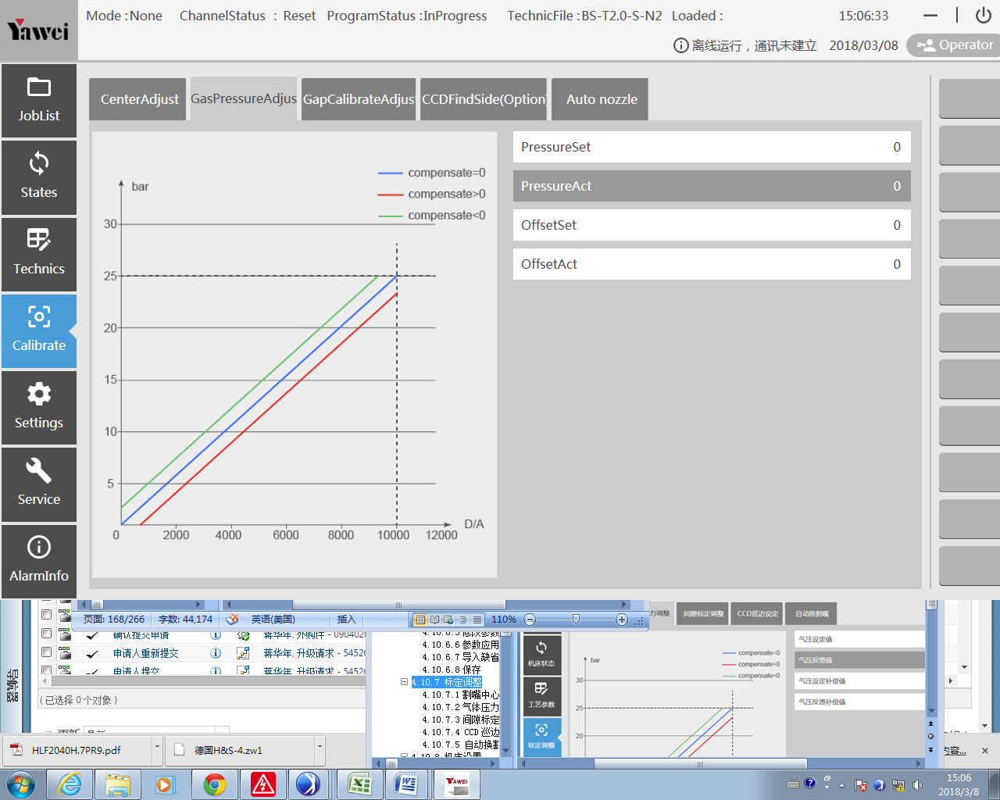 Yawei
Mode :None ChannelStatus : Reset ProgramStatus :InProgress TechnicFile :BS-T2.0-S-N2 Loaded : 15:06:33
离线运行，通讯未建立 2018/03/08 Operator
JobList
States
Technics
Calibrate
Settings
Service
AlarmInfo
CenterAdjust GasPressureAdjus GapCalibrateAdjust CCDFindSide(Option) Auto nozzle
compensate=0
compensate>0
compensate<0
bar
30
25
20
15
10
5
0 2000 4000 6000 8000 10000 12000
D/A
PressureSet 0
PressureAct 0
OffsetSet 0
OffsetAct 0
页面: 168/266 字数: 44,174 英语(美国) 插入 110%
确认提交申请 蒋华年, 外购件 - 090402
申请人重新提交 蒋华年, 升级请求 - 54526
申请人提交 蒋华年, 升级请求 - 54526
(已选择 0 个对象)
导航器
4.10.6.5 修改参数
4.10.6.6 参数应用
4.10.6.7 导入缺省
4.10.6.8 保存
4.10.7 标定调整
4.10.7.1 割嘴中心
4.10.7.2 气体压力
4.10.7.3 间隙标定
4.10.7.4 CCD 巡边
4.10.7.5 自动换割
4.10.8 机床设置
力调整 间隙标定调整 CCD巡边设定 自动换割嘴
机床状态
工艺参数
标定调整
bar
compensate=0
compensate>0
compensate<0
30
25
20
气压设定值
气压反馈值
气压设定补偿值
气压反馈补偿值
内容...
HLF2040H.7PR9.pdf 德国H&S-4.zw1
YAWEI
15:06
2018/3/8